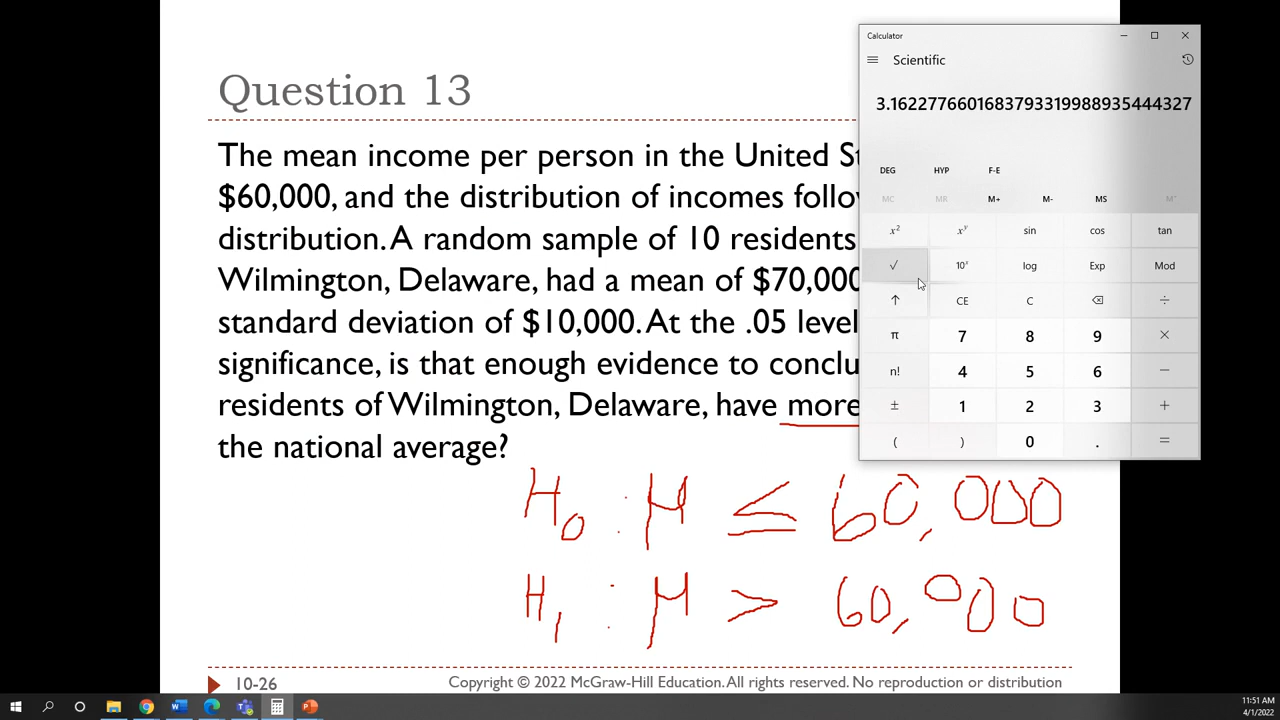 Question 13
The mean income per person in the United St
$60,000, and the distribution of incomes follow
distribution. A random sample of 10 residents
Wilmington, Delaware, had a mean of $70,000
standard deviation of $10,000. At the .05 level
significance, is that enough evidence to conclu
residents of Wilmington, Delaware, have more
the national average?
H0 : μ ≤ 60,000
H1 : μ > 60,000
10-26
Copyright © 2022 McGraw-Hill Education. All rights reserved. No reproduction or distribution
Calculator
Scientific
3.1622776601683793319988935444327
DEG HYP F-E
MC MR M+ M- MS M˅
x² xʸ sin cos tan
√ 10ˣ log Exp Mod
↑ CE C ⌫ ÷
π 7 8 9 ×
n! 4 5 6 −
± 1 2 3 +
( ) 0 . =
11:51 AM
4/1/2022